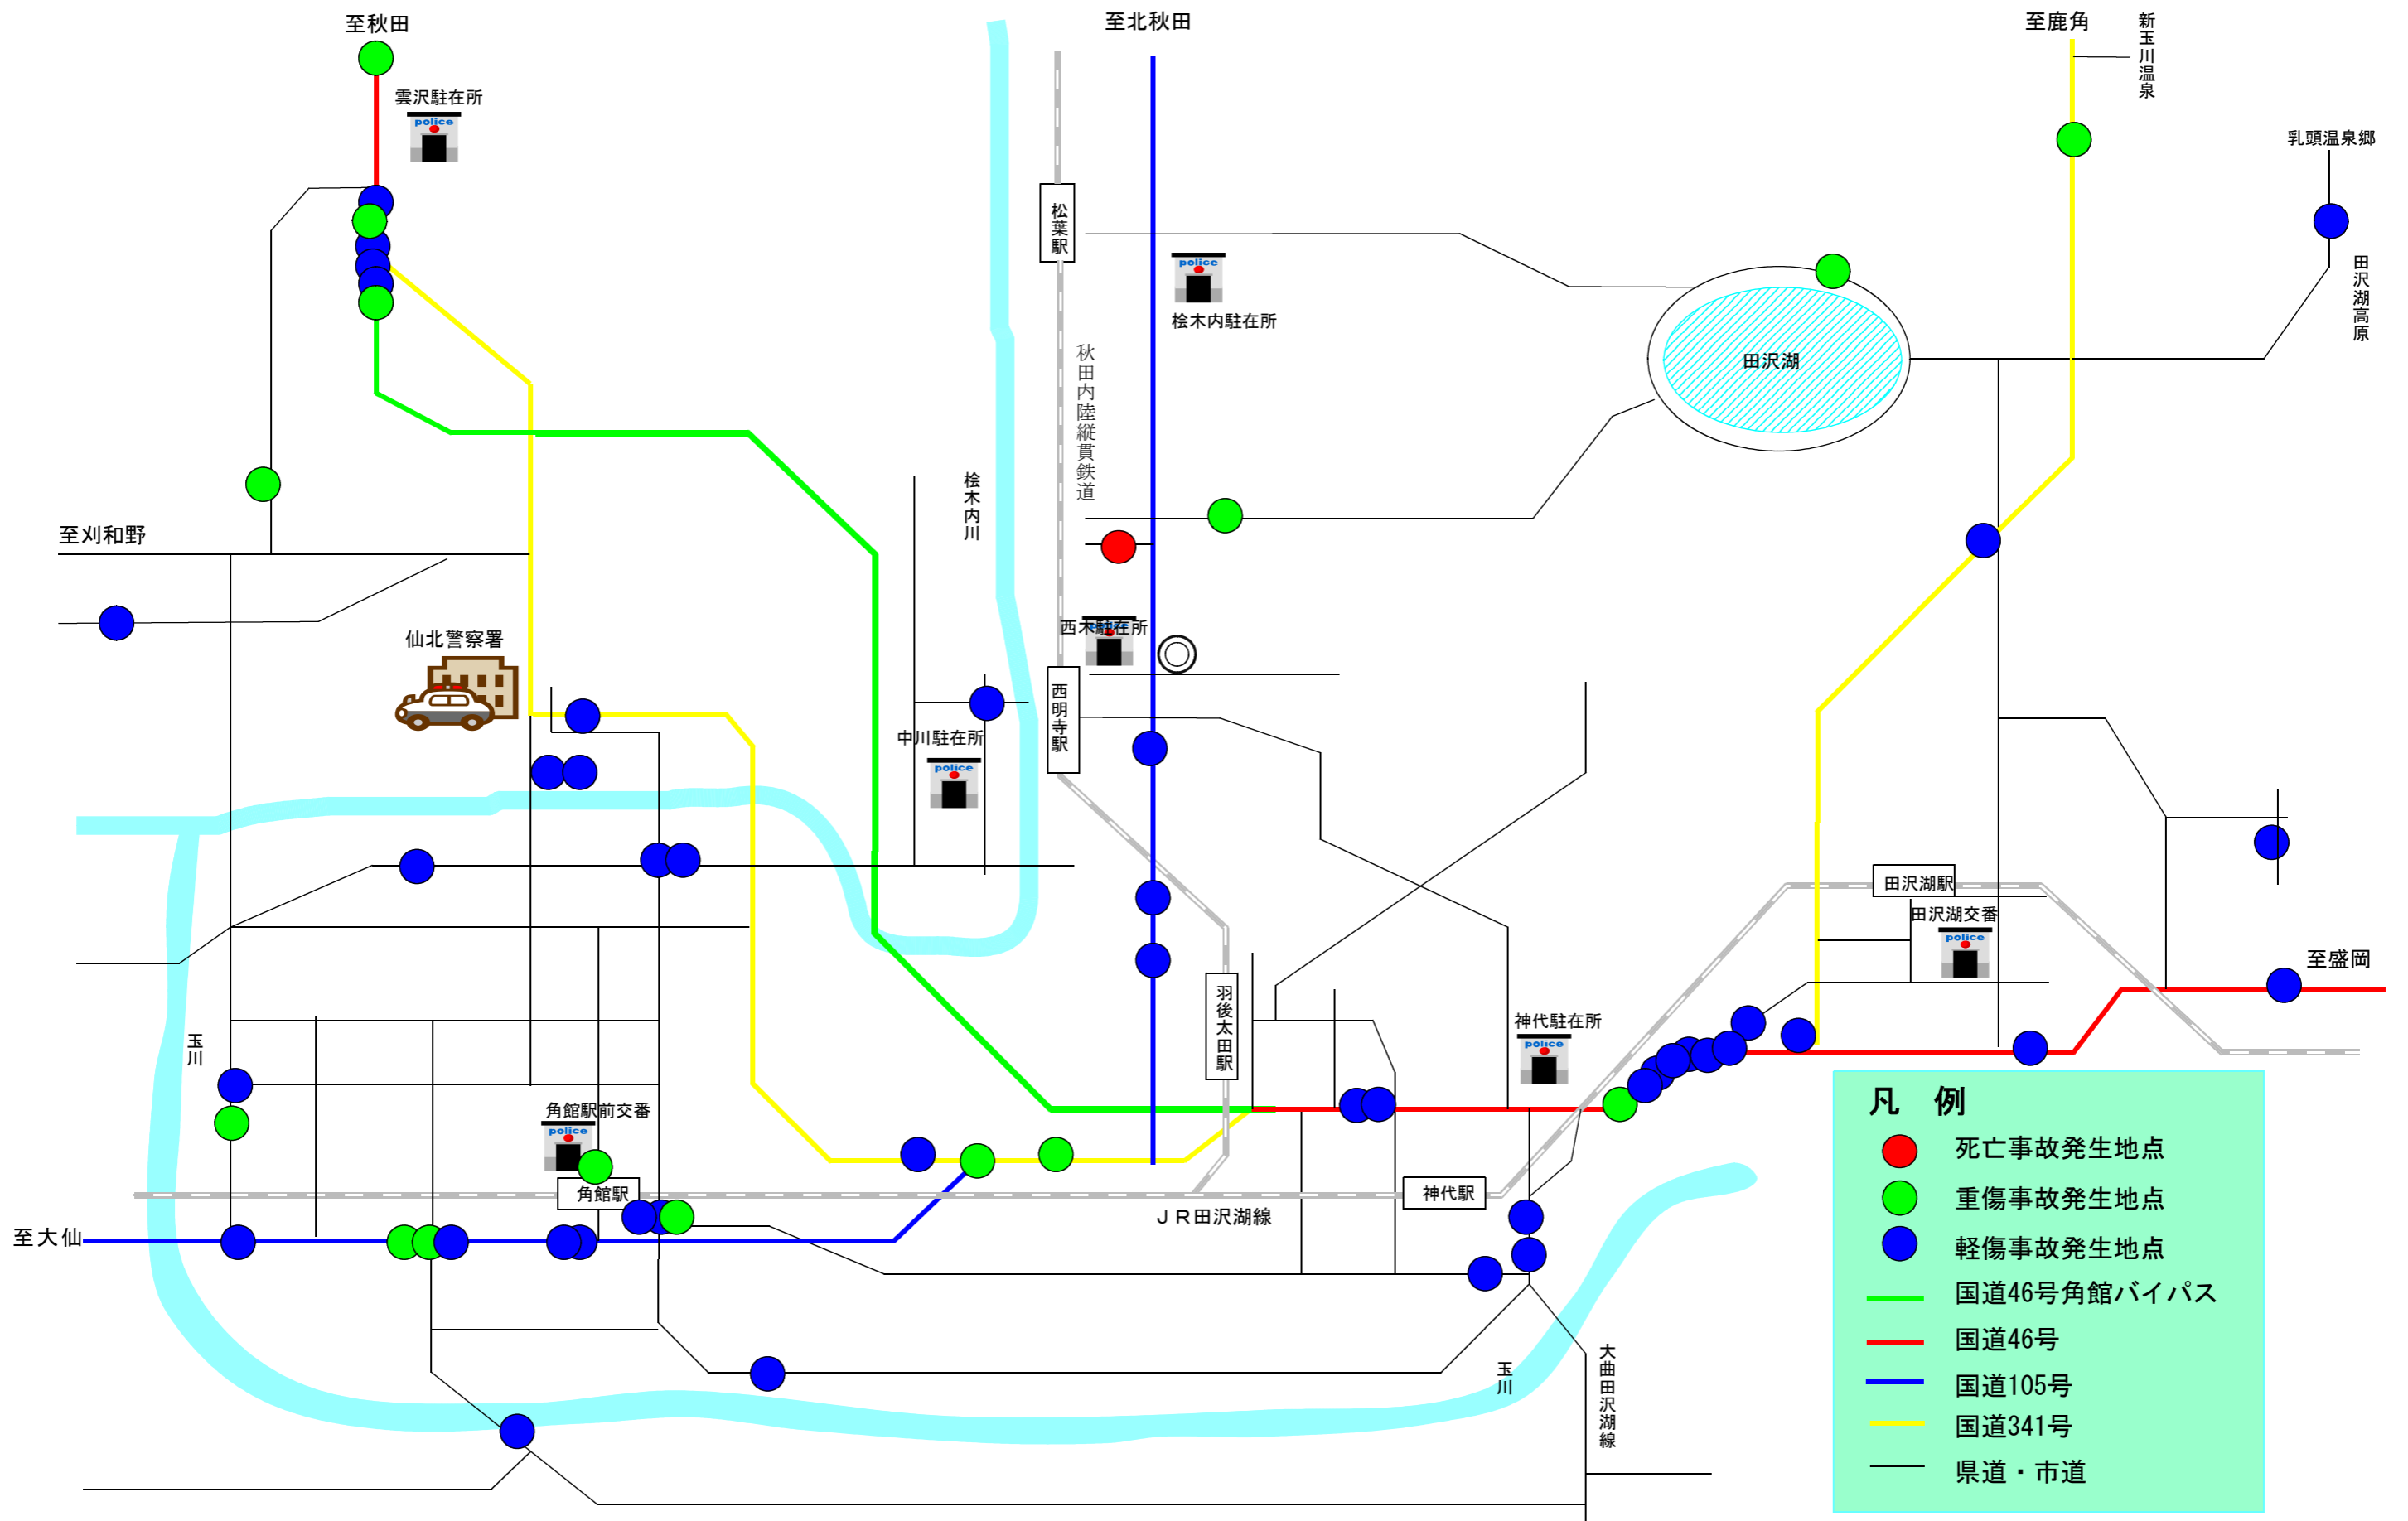 至秋田
至北秋田
至鹿角
新玉川温泉
雲沢駐在所
police
乳頭温泉郷
松葉駅
police
桧木内駐在所
田沢湖高原
秋田内陸縦貫鉄道
田沢湖
桧木内川
至刈和野
仙北警察署
西木駐在所
police
西明寺駅
中川駐在所
police
田沢湖駅
田沢湖交番
police
至盛岡
羽後太田駅
神代駐在所
police
玉川
角館駅前交番
police
角館駅
神代駅
JR田沢湖線
至大仙
玉川
大曲田沢湖線
凡 例
死亡事故発生地点
重傷事故発生地点
軽傷事故発生地点
国道46号角館バイパス
国道46号
国道105号
国道341号
県道・市道